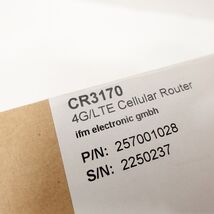 CR3170
4G/LTE Cellular Router
ifm electronic gmbh
P/N: 257001028
S/N: 2250237